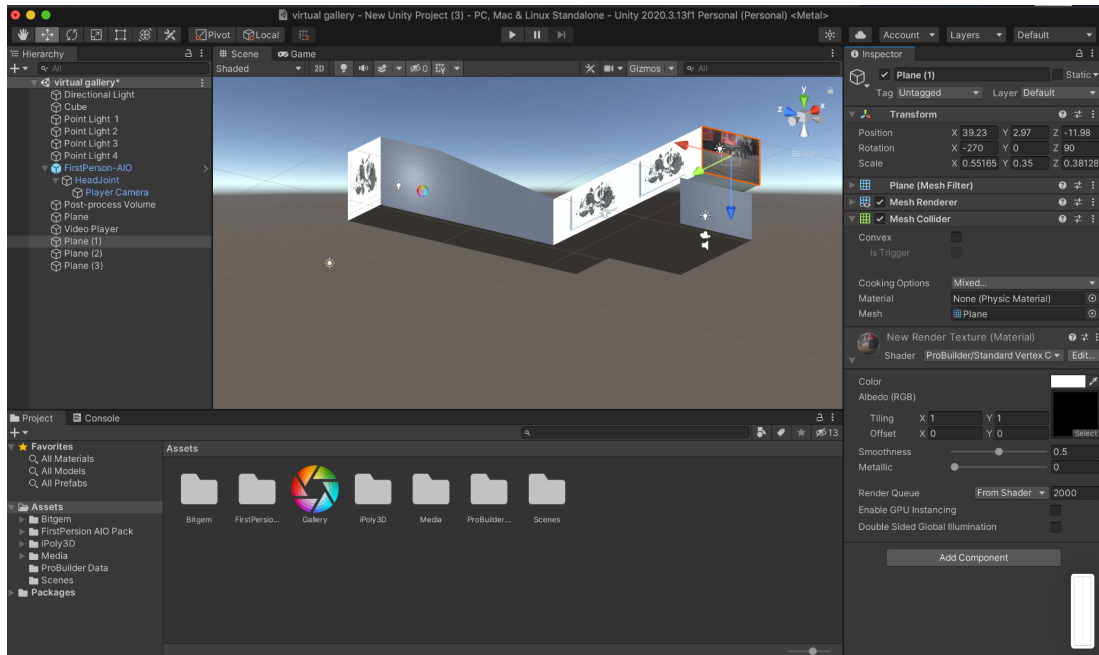 virtual gallery - New Unity Project (3) - PC, Mac & Linux Standalone - Unity 2020.3.13f1 Personal (Personal) <Metal>
Pivot Local Account Layers Default
Hierarchy
All
virtual gallery*
Directional Light
Cube
Point Light 1
Point Light 2
Point Light 3
Point Light 4
FirstPerson-AIO
HeadJoint
Player Camera
Post-process Volume
Plane
Video Player
Plane (1)
Plane (2)
Plane (3)
Scene Game
Shaded 2D 0 Gizmos All
y
z x
Inspector
Plane (1) Static
Tag Untagged Layer Default
Transform
Position X 39.23 Y 2.97 Z -11.98
Rotation X -270 Y 0 Z 90
Scale X 0.55165 Y 0.35 Z 0.38128
Plane (Mesh Filter)
Mesh Renderer
Mesh Collider
Convex
Is Trigger
Cooking Options Mixed...
Material None (Physic Material)
Mesh Plane
New Render Texture (Material)
Shader ProBuilder/Standard Vertex C Edit...
Color
Albedo (RGB)
Tiling X 1 Y 1
Offset X 0 Y 0 Select
Smoothness 0.5
Metallic 0
Render Queue From Shader 2000
Enable GPU Instancing
Double Sided Global Illumination
Add Component
Project Console
13
Favorites
All Materials
All Models
All Prefabs
Assets
Bitgem
FirstPersion AIO Pack
iPoly3D
Media
ProBuilder Data
Scenes
Packages
Assets
Bitgem FirstPersio... Gallery iPoly3D Media ProBuilder... Scenes